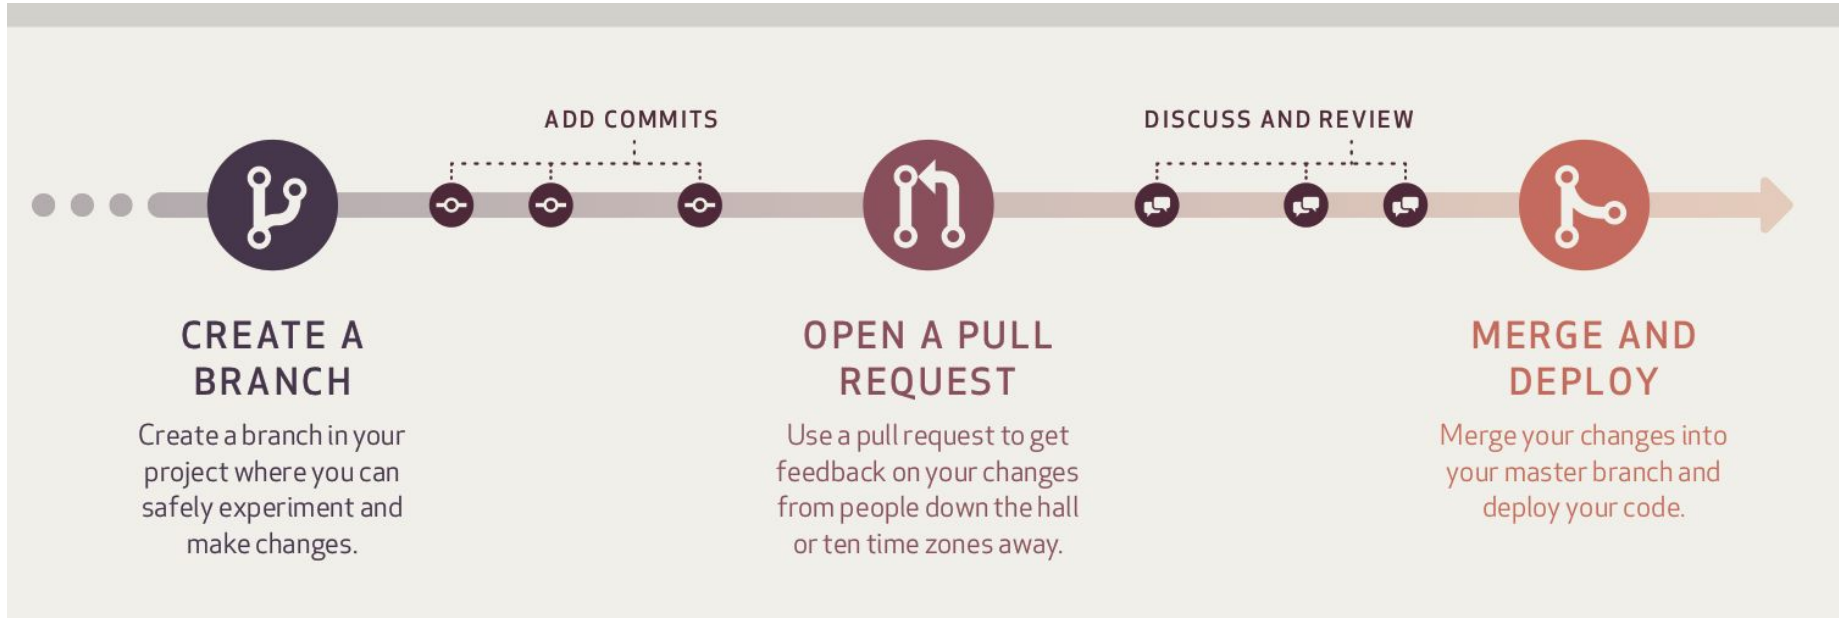 ADD COMMITS
DISCUSS AND REVIEW
CREATE A
BRANCH
Create a branch in your
project where you can
safely experiment and
make changes.
OPEN A PULL
REQUEST
Use a pull request to get
feedback on your changes
from people down the hall
or ten time zones away.
MERGE AND
DEPLOY
Merge your changes into
your master branch and
deploy your code.